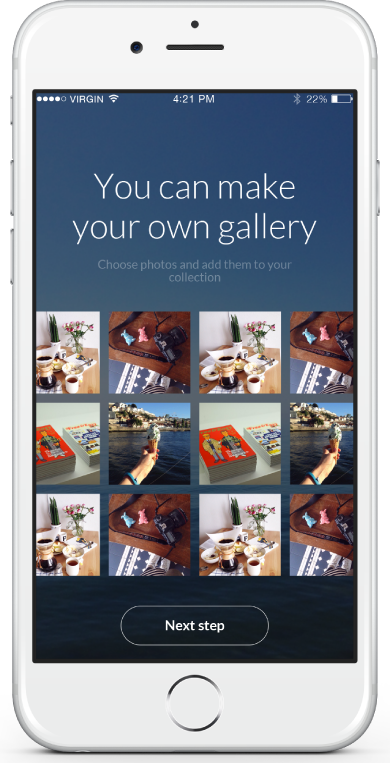 VIRGIN 4:21 PM 22%
You can make
your own gallery
Choose photos and add them to your
collection
Next step